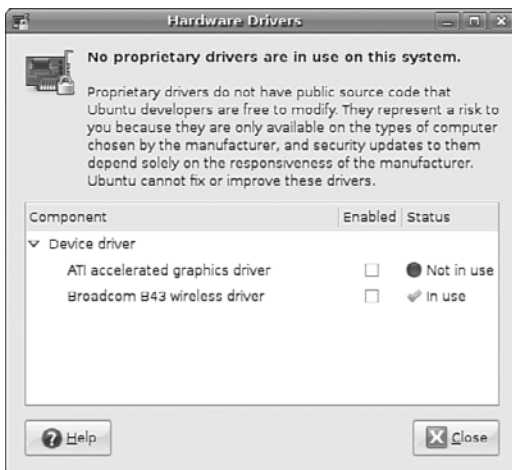 Hardware Drivers
No proprietary drivers are in use on this system.
Proprietary drivers do not have public source code that
Ubuntu developers are free to modify. They represent a risk to
you because they are only available on the types of computer
chosen by the manufacturer, and security updates to them
depend solely on the responsiveness of the manufacturer.
Ubuntu cannot fix or improve these drivers.
Component Enabled Status
Device driver
ATI accelerated graphics driver Not in use
Broadcom B43 wireless driver In use
Help Close